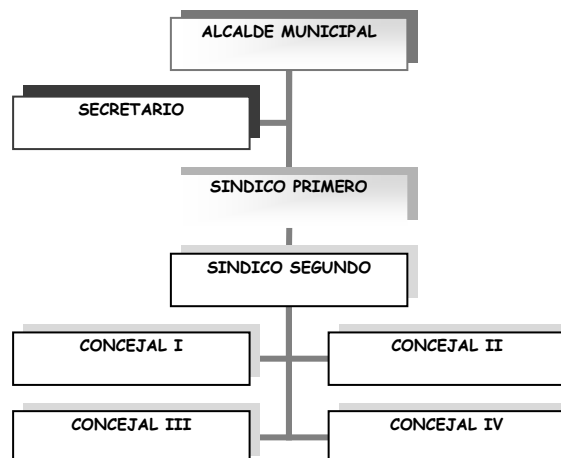 ALCALDE MUNICIPAL
SECRETARIO
SINDICO PRIMERO
SINDICO SEGUNDO
CONCEJAL I
CONCEJAL II
CONCEJAL III
CONCEJAL IV